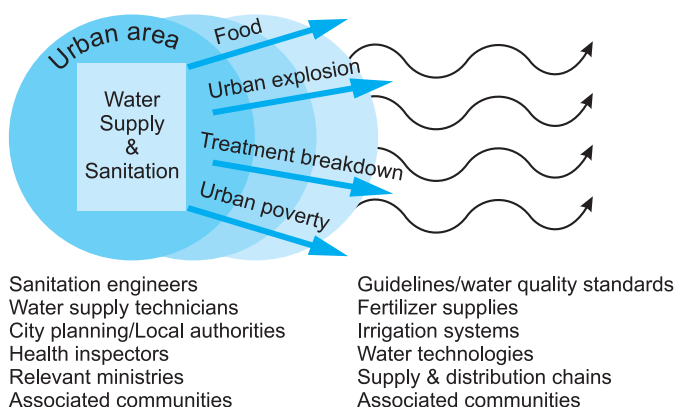 Urban area
Food
Urban explosion
Water
Supply
&
Sanitation
Treatment breakdown
Urban poverty
Sanitation engineers
Water supply technicians
City planning/Local authorities
Health inspectors
Relevant ministries
Associated communities
Guidelines/water quality standards
Fertilizer supplies
Irrigation systems
Water technologies
Supply & distribution chains
Associated communities